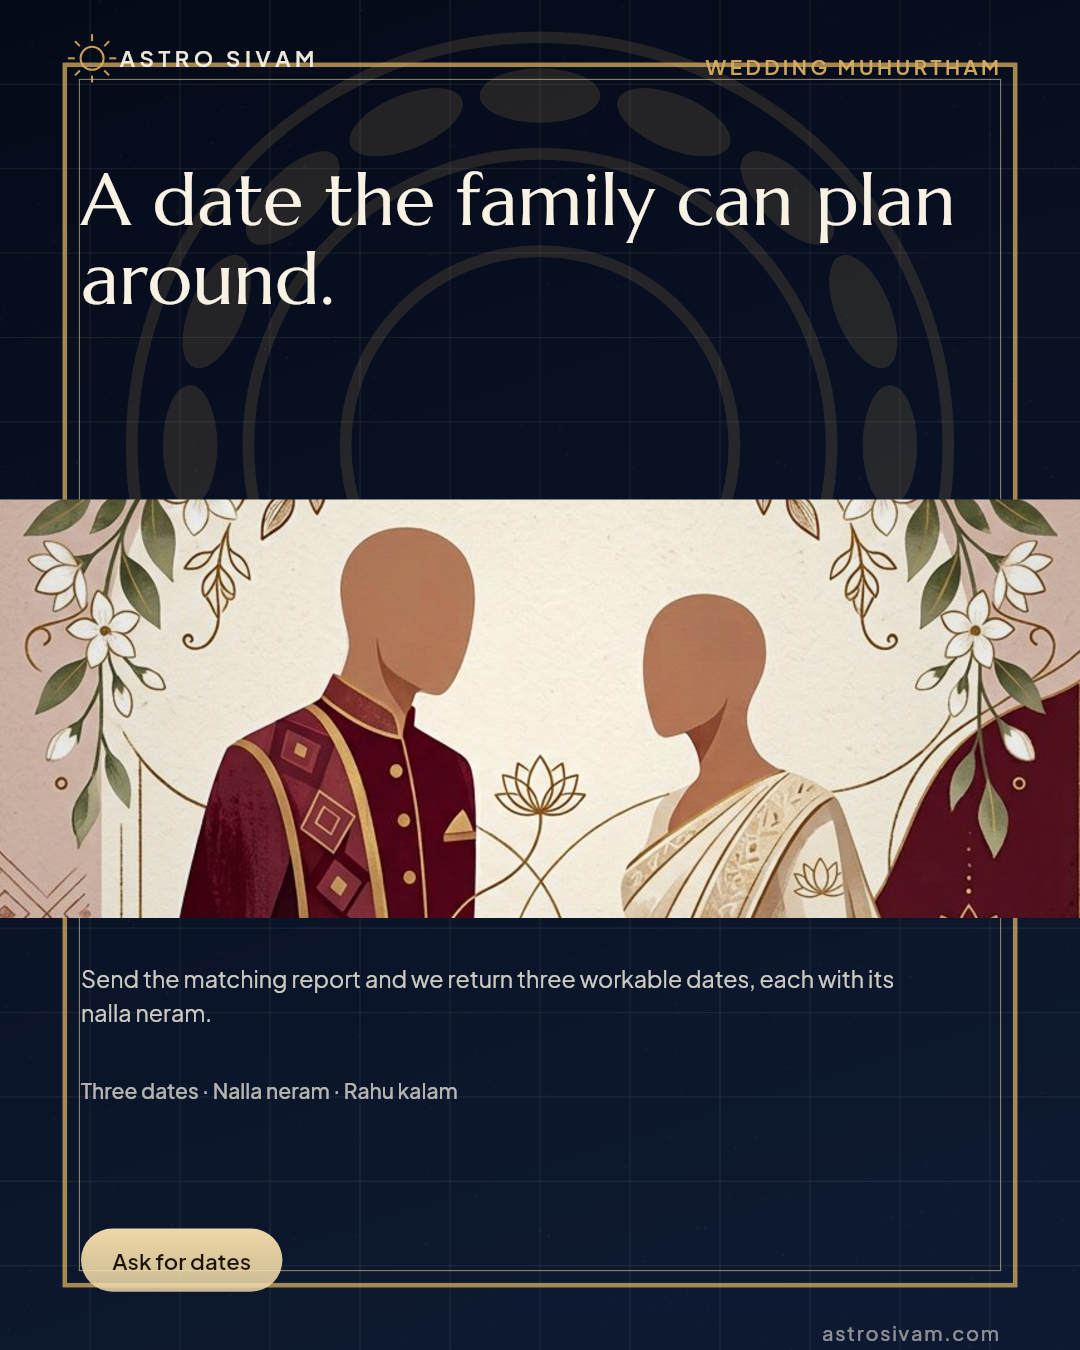 ASTRO SIVAM
WEDDING MUHURTHAM
A date the family can plan
around.
Send the matching report and we return three workable dates, each with its
nalla neram.
Three dates · Nalla neram · Rahu kalam
Ask for dates
astrosivam.com